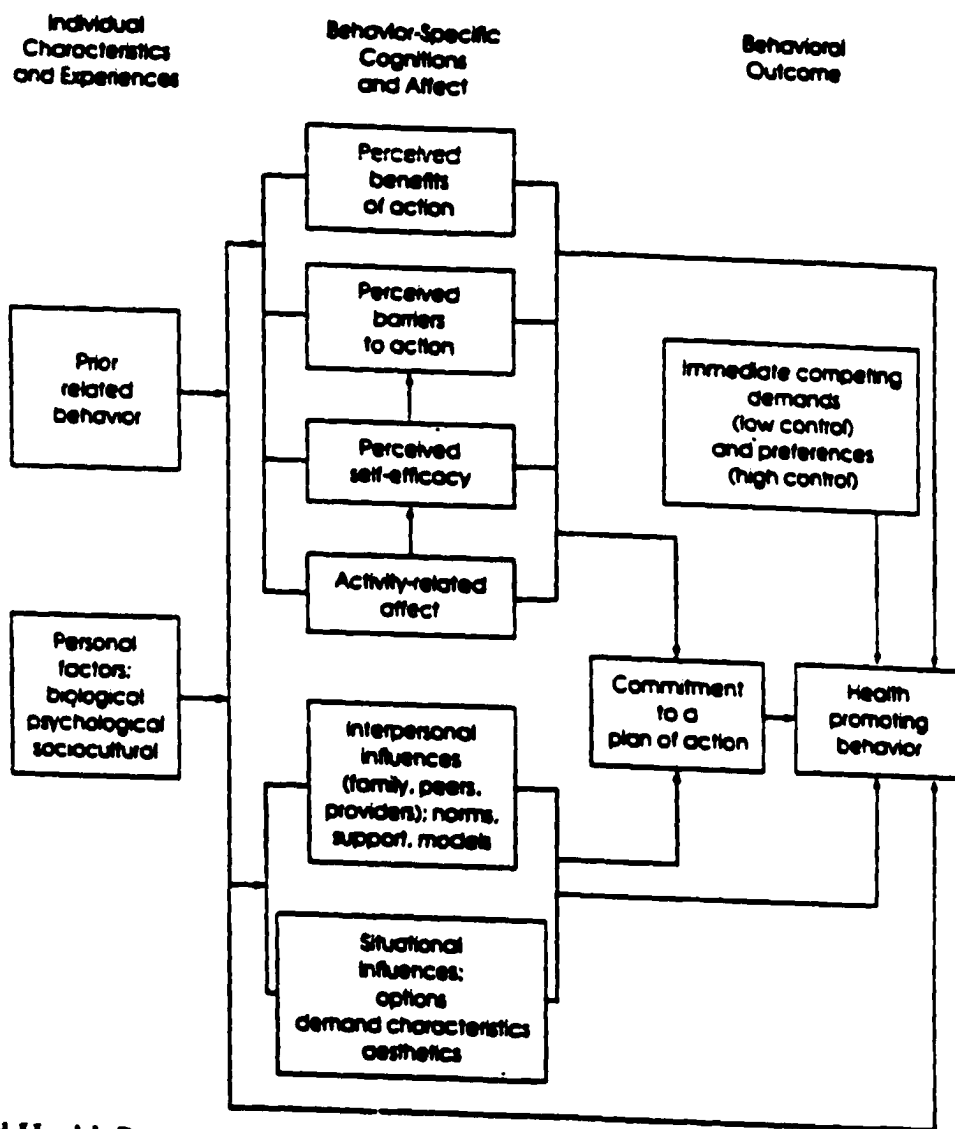 Individual
Characteristics
and Experiences
Behavior-Specific
Cognitions
and Affect
Behavioral
Outcome
Perceived
benefits
of action
Perceived
barriers
to action
Prior
related
behavior
Immediate competing
demands
(low control)
and preferences
(high control)
Perceived
self-efficacy
Activity-related
affect
Personal
factors:
biological
psychological
sociocultural
Commitment
to a
plan of action
Health
promoting
behavior
Interpersonal
influences
(family, peers,
providers); norms,
support, models
Situational
influences:
options
demand characteristics
aesthetics